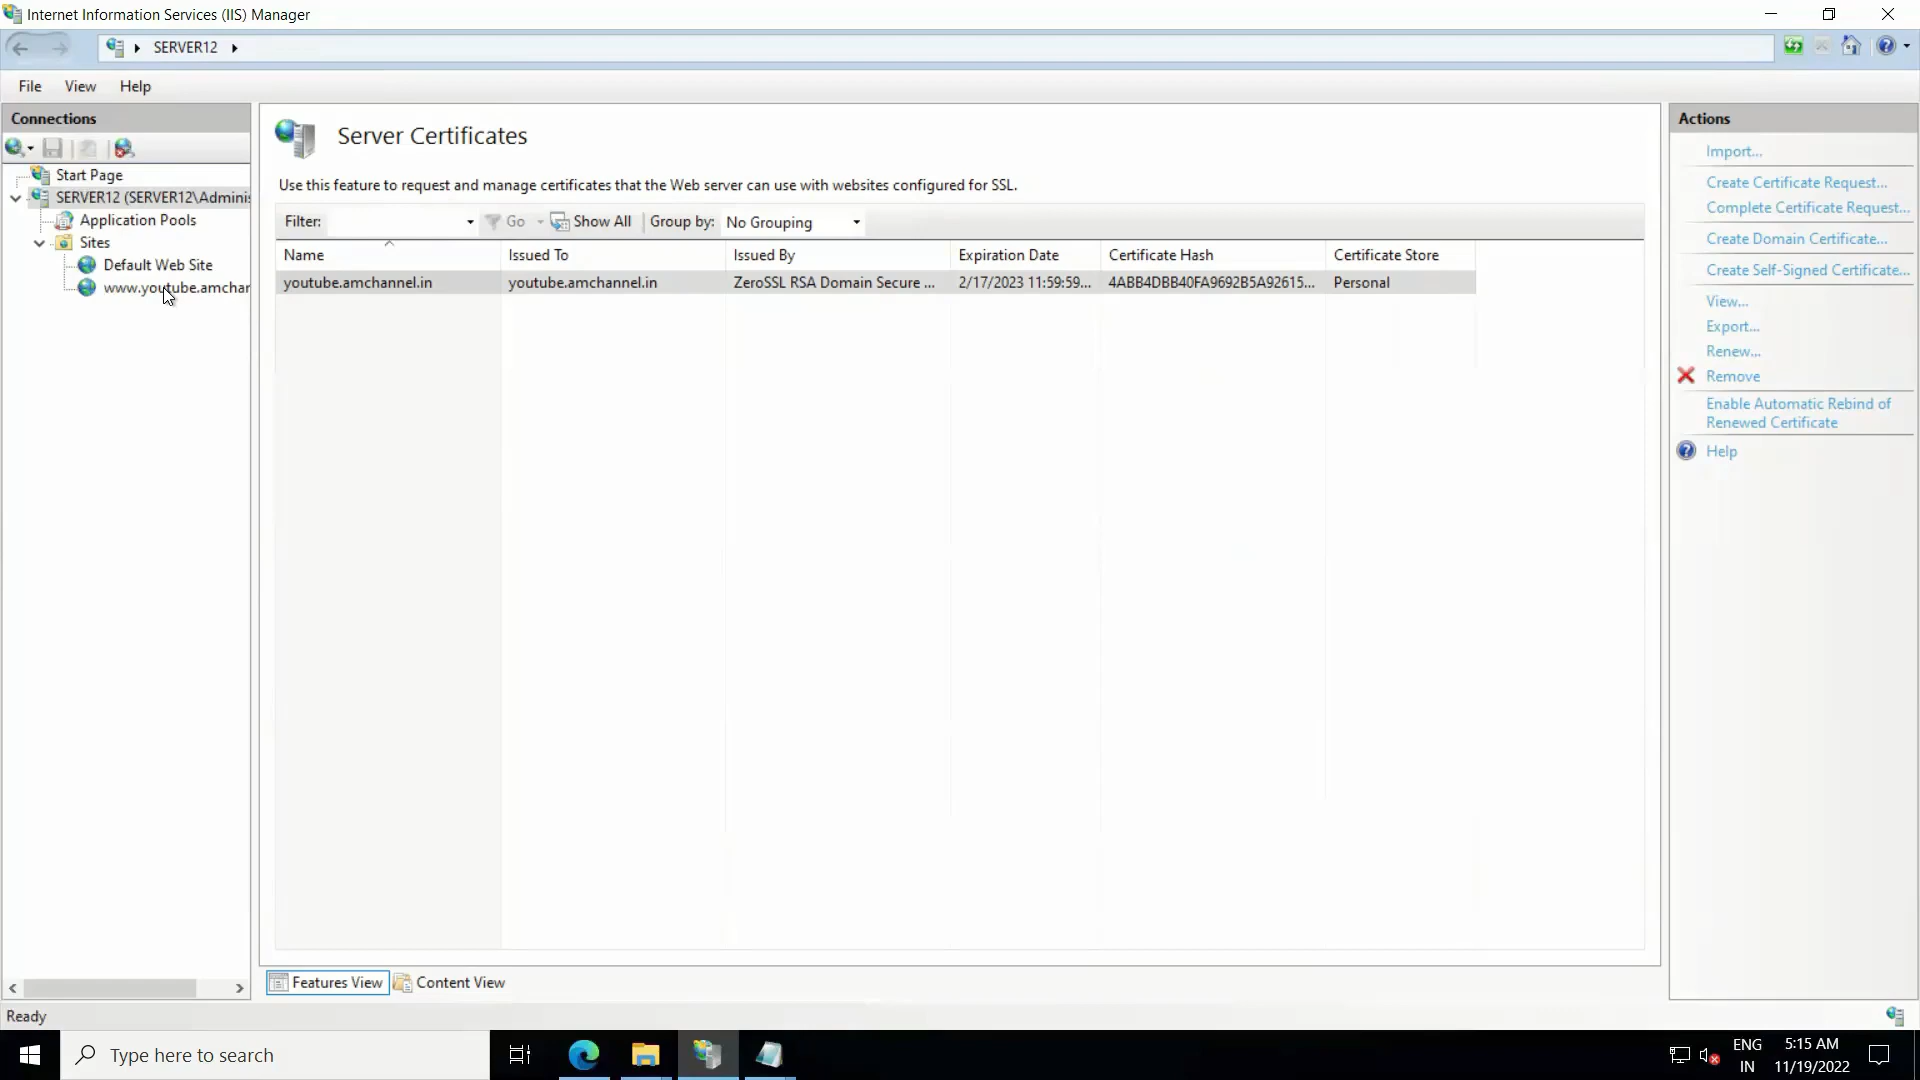 Internet Information Services (IIS) Manager
SERVER12
File View Help
Connections
Start Page
SERVER12 (SERVER12\Adminis
Application Pools
Sites
Default Web Site
www.youtube.amchar
Server Certificates
Use this feature to request and manage certificates that the Web server can use with websites configured for SSL.
Filter: Go Show All Group by: No Grouping
Name Issued To Issued By Expiration Date Certificate Hash Certificate Store
youtube.amchannel.in youtube.amchannel.in ZeroSSL RSA Domain Secure ... 2/17/2023 11:59:59... 4ABB4DBB40FA9692B5A92615... Personal
Features View Content View
Actions
Import...
Create Certificate Request...
Complete Certificate Request...
Create Domain Certificate...
Create Self-Signed Certificate...
View...
Export...
Renew...
Remove
Enable Automatic Rebind of
Renewed Certificate
Help
Ready
Type here to search
ENG
IN
5:15 AM
11/19/2022